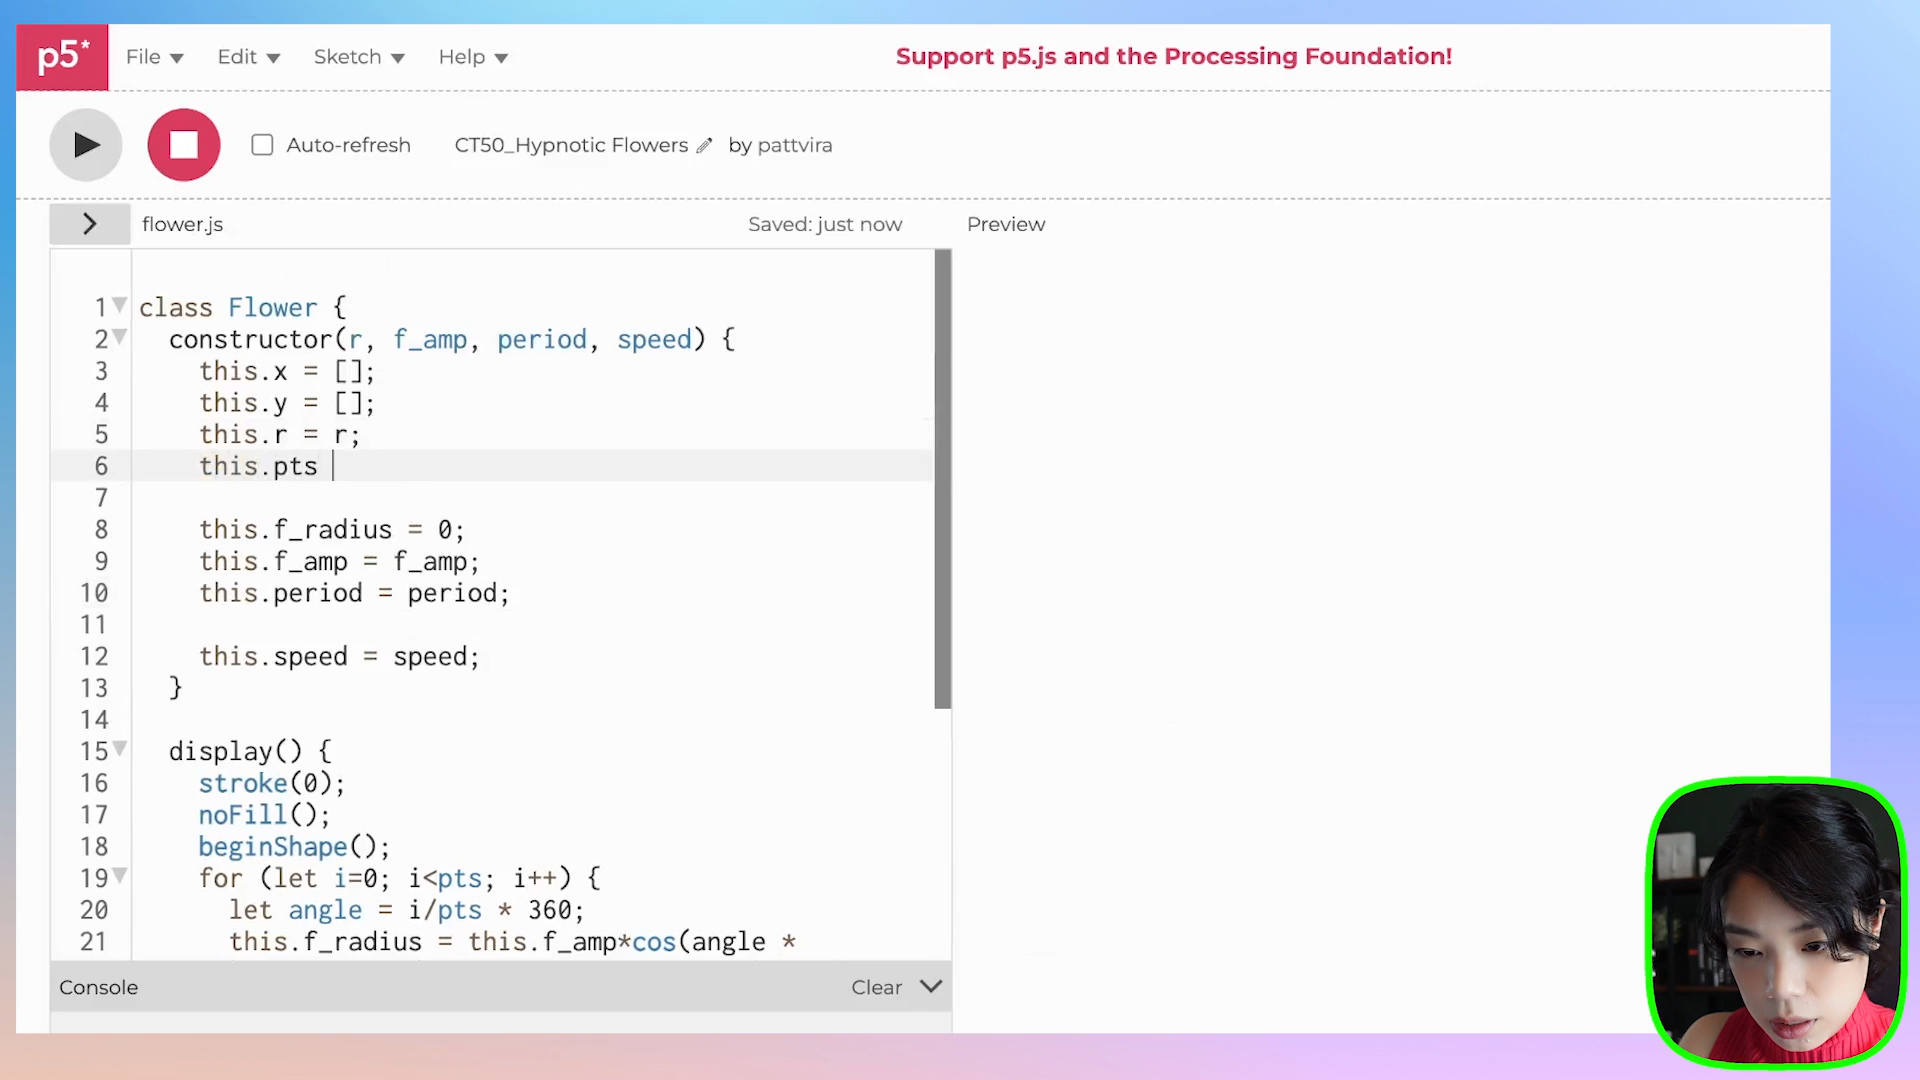 p5* File Edit Sketch Help Support p5.js and the Processing Foundation!
Auto-refresh CT50_Hypnotic Flowers by pattvira
flower.js Saved: just now Preview
1 class Flower {
2 constructor(r, f_amp, period, speed) {
3 this.x = [];
4 this.y = [];
5 this.r = r;
6 this.pts
7
8 this.f_radius = 0;
9 this.f_amp = f_amp;
10 this.period = period;
11
12 this.speed = speed;
13 }
14
15 display() {
16 stroke(0);
17 noFill();
18 beginShape();
19 for (let i=0; i<pts; i++) {
20 let angle = i/pts * 360;
21 this.f_radius = this.f_amp*cos(angle *
Console Clear